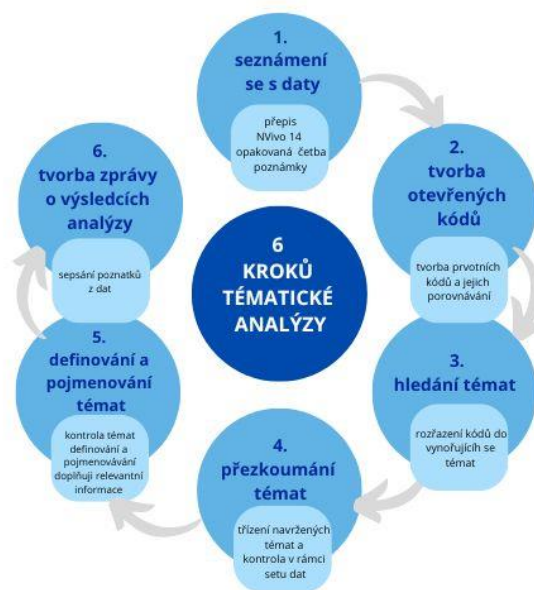 1.
seznámení
se s daty
přepis
NVivo 14
opakovaná četba
poznámky
2.
tvorba
otevřených
kódů
tvorba prvotních
kódů a jejich
porovnávání
3.
hledání témat
rozřazení kódů do
vynořujícíh se
témat
4.
přezkoumání
témat
třízení navržených
témat a
kontrola v rámci
setu dat
5.
definování a
pojmenování
témat
kontrola témat
definování a
pojmenovávání
doplňuji relevantní
informace
6.
tvorba zprávy
o výsledcích
analýzy
sepsání poznatků
z dat
6
KROKŮ
TÉMATICKÉ
ANALÝZY